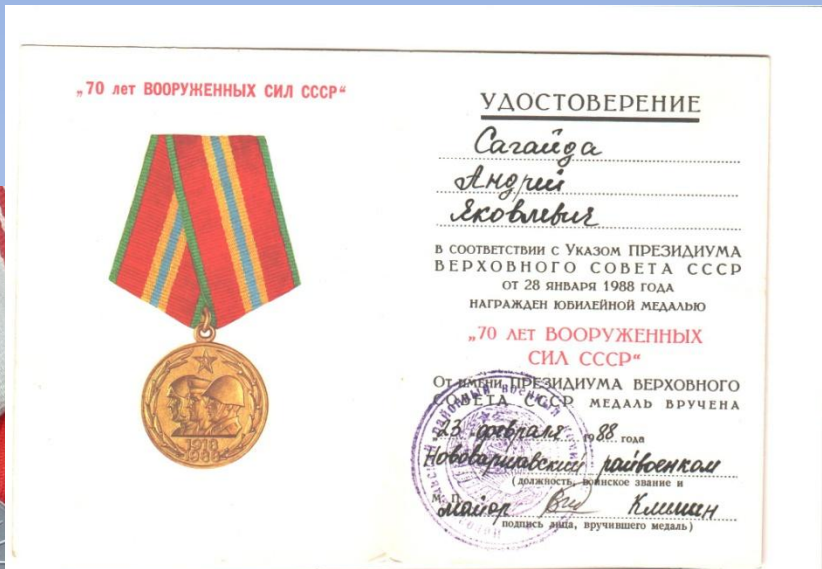 „70 лет ВООРУЖЕННЫХ СИЛ СССР“
1918
1988
УДОСТОВЕРЕНИЕ
Сагайда
Андрей
Яковлевич
В СООТВЕТСТВИИ С УКАЗОМ ПРЕЗИДИУМА
ВЕРХОВНОГО СОВЕТА СССР
ОТ 28 ЯНВАРЯ 1988 ГОДА
НАГРАЖДЕН ЮБИЛЕЙНОЙ МЕДАЛЬЮ
„70 ЛЕТ ВООРУЖЕННЫХ
СИЛ СССР“
От имени ПРЕЗИДИУМА ВЕРХОВНОГО
СОВЕТА СССР МЕДАЛЬ ВРУЧЕНА
„23 „ февраля 1988 года
Нововаршавский райвоенком
(должность, воинское звание и
М. П.
майор Климин
подпись лица, вручившего медаль)